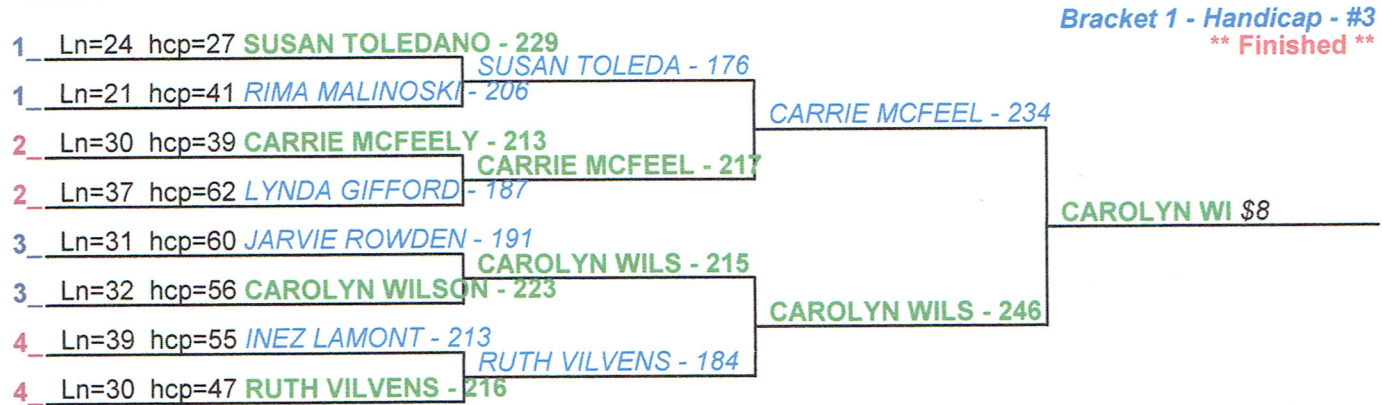 Bracket 1 - Handicap - #3
** Finished **
1_ Ln=24 hcp=27 SUSAN TOLEDANO - 229
SUSAN TOLEDA - 176
1_ Ln=21 hcp=41 RIMA MALINOSKI - 206
CARRIE MCFEEL - 234
2_ Ln=30 hcp=39 CARRIE MCFEELY - 213
CARRIE MCFEEL - 217
2_ Ln=37 hcp=62 LYNDA GIFFORD - 187
CAROLYN WI $8
3_ Ln=31 hcp=60 JARVIE ROWDEN - 191
CAROLYN WILS - 215
3_ Ln=32 hcp=56 CAROLYN WILSON - 223
CAROLYN WILS - 246
4_ Ln=39 hcp=55 INEZ LAMONT - 213
RUTH VILVENS - 184
4_ Ln=30 hcp=47 RUTH VILVENS - 216